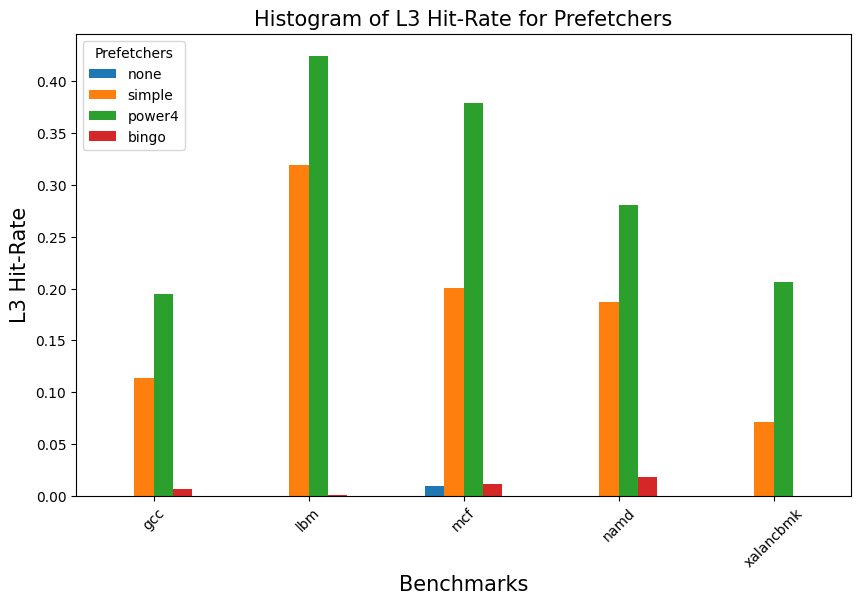 Histogram of L3 Hit-Rate for Prefetchers
Prefetchers
none
simple
power4
bingo
L3 Hit-Rate
0.40
0.35
0.30
0.25
0.20
0.15
0.10
0.05
0.00
gcc
lbm
mcf
namd
xalancbmk
Benchmarks